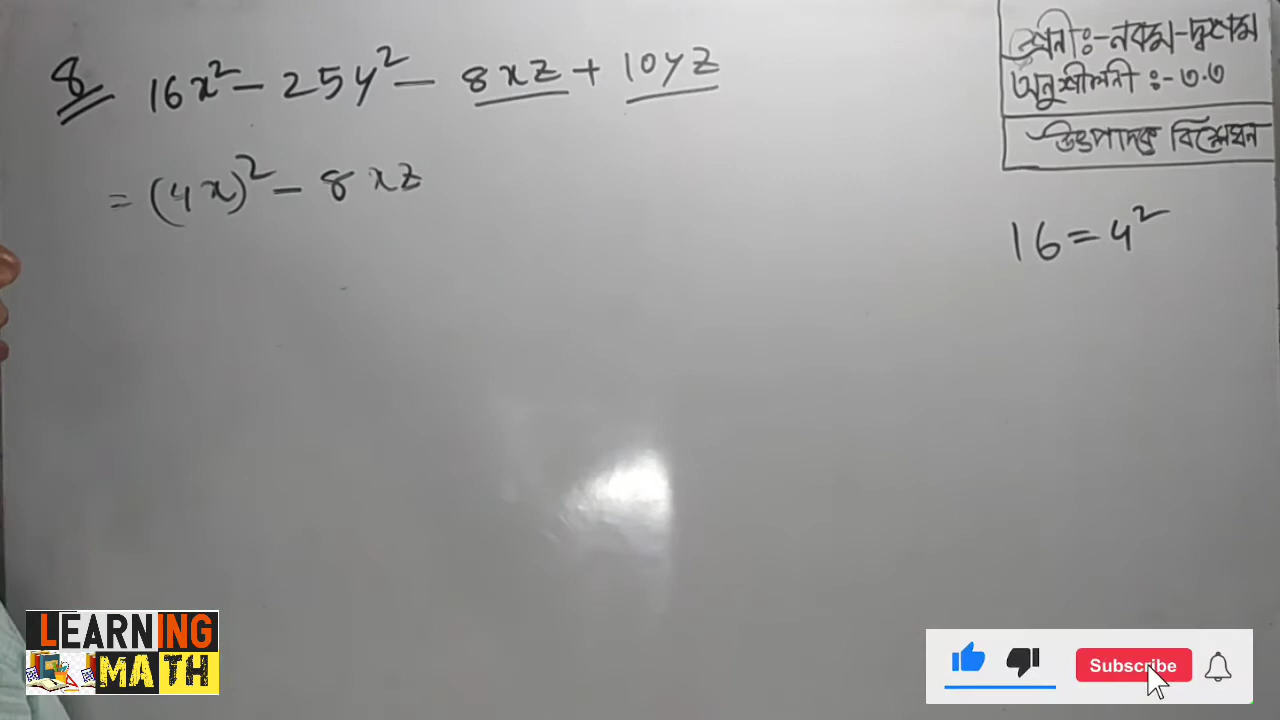 8 16x² - 25y² - 8xz + 10yz
= (4x)² - 8xz
শ্রেনী ঃ- নবম-দশম
অনুশীলনী ঃ- ৩.৩
উৎপাদক বিশ্লেষন
16 = 4²
LEARNING
MATH
Subscribe